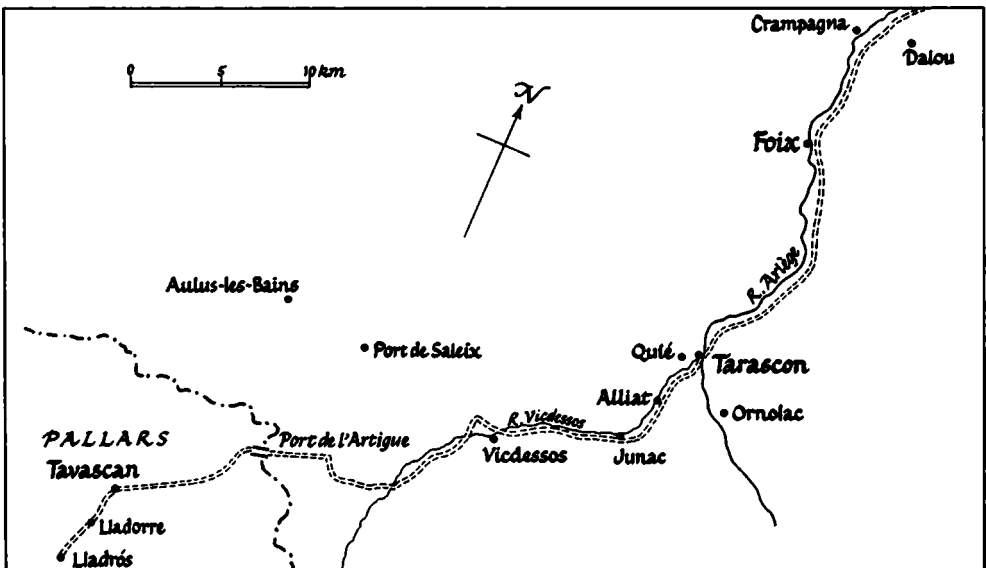 Crampagna
Dalou
0 5 10 km
N
Foix
R. Ariège
Aulus-les-Bains
Port de Saleix
Quié
Tarascon
Alliat
Ornolac
R. Vicdessos
PALLARS
Port de l'Artigue
Vicdessos
Junac
Tavascan
Lladorre
Lladrós